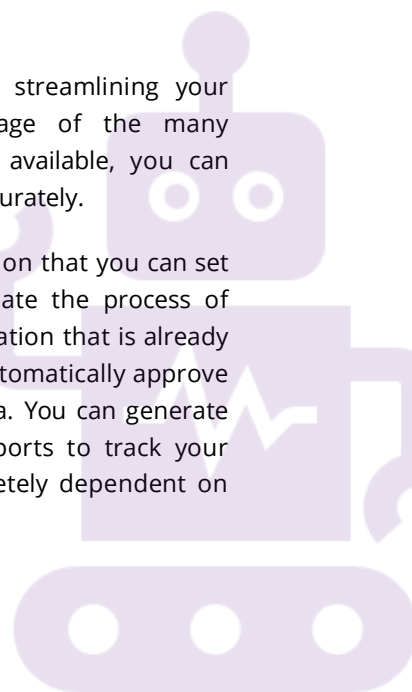 streamlining your
age of the many
available, you can
urately.
on that you can set
ate the process of
ation that is already
tomatically approve
a. You can generate
ports to track your
etely dependent on